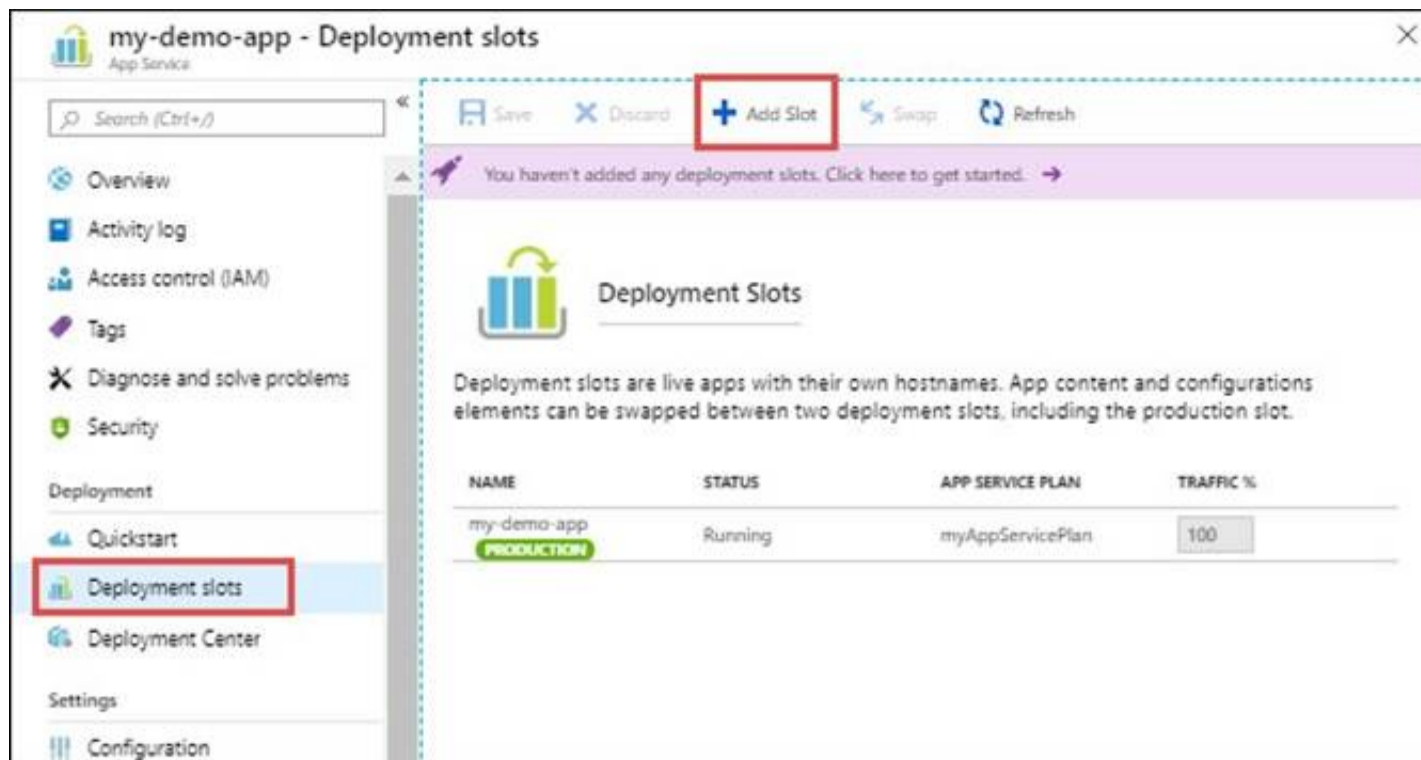 my-demo-app - Deployment slots
App Service
Search (Ctrl+/)
«
Overview
Activity log
Access control (IAM)
Tags
Diagnose and solve problems
Security
Deployment
Quickstart
Deployment slots
Deployment Center
Settings
Configuration
Save Discard Add Slot Swap Refresh
You haven't added any deployment slots. Click here to get started.
Deployment Slots
Deployment slots are live apps with their own hostnames. App content and configurations
elements can be swapped between two deployment slots, including the production slot.
NAME STATUS APP SERVICE PLAN TRAFFIC %
my-demo-app Running myAppServicePlan 100
PRODUCTION